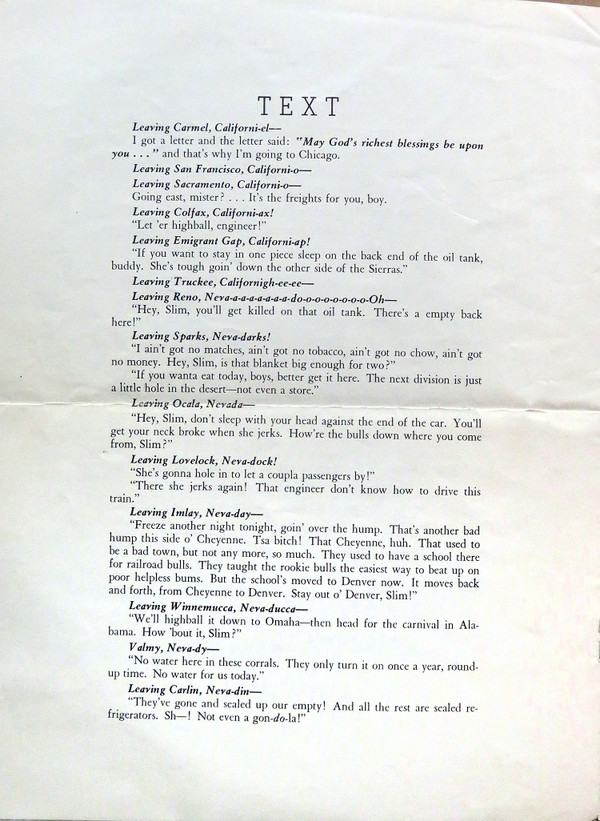 TEXT
Leaving Carmel, Californi-el—
I got a letter and the letter said: "May God's richest blessings be upon
you . . ." and that's why I'm going to Chicago.
Leaving San Francisco, Californi-o—
Leaving Sacramento, Californi-o—
Going east, mister? . . . It's the freights for you, boy.
Leaving Colfax, Californi-ax!
"Let 'er highball, engineer!"
Leaving Emigrant Gap, Californi-ap!
"If you want to stay in one piece sleep on the back end of the oil tank,
buddy. She's tough goin' down the other side of the Sierras."
Leaving Truckee, Californigh-ee-ee—
Leaving Reno, Neva-a-a-a-a-a-a-do-o-o-o-o-o-o-Oh—
"Hey, Slim, you'll get killed on that oil tank. There's a empty back
here!"
Leaving Sparks, Neva-darks!
"I ain't got no matches, ain't got no tobacco, ain't got no chow, ain't got
no money. Hey, Slim, is that blanket big enough for two?"
"If you wanta eat today, boys, better get it here. The next division is just
a little hole in the desert—not even a store."
Leaving Ocala, Nevada—
"Hey, Slim, don't sleep with your head against the end of the car. You'll
get your neck broke when she jerks. How're the bulls down where you come
from, Slim?"
Leaving Lovelock, Neva-dock!
"She's gonna hole in to let a coupla passengers by!"
"There she jerks again! That engineer don't know how to drive this
train."
Leaving Imlay, Neva-day—
"Freeze another night tonight, goin' over the hump. That's another bad
hump this side o' Cheyenne. Tsa bitch! That Cheyenne, huh. That used to
be a bad town, but not any more, so much. They used to have a school there
for railroad bulls. They taught the rookie bulls the easiest way to beat up on
poor helpless bums. But the school's moved to Denver now. It moves back
and forth, from Cheyenne to Denver. Stay out o' Denver, Slim!"
Leaving Winnemucca, Neva-ducca—
"We'll highball it down to Omaha—then head for the carnival in Ala-
bama. How 'bout it, Slim?"
Valmy, Neva-dy—
"No water here in these corrals. They only turn it on once a year, round-
up time. No water for us today."
Leaving Carlin, Neva-din—
"They've gone and sealed up our empty! And all the rest are sealed re-
frigerators. Sh—! Not even a gon-do-la!"